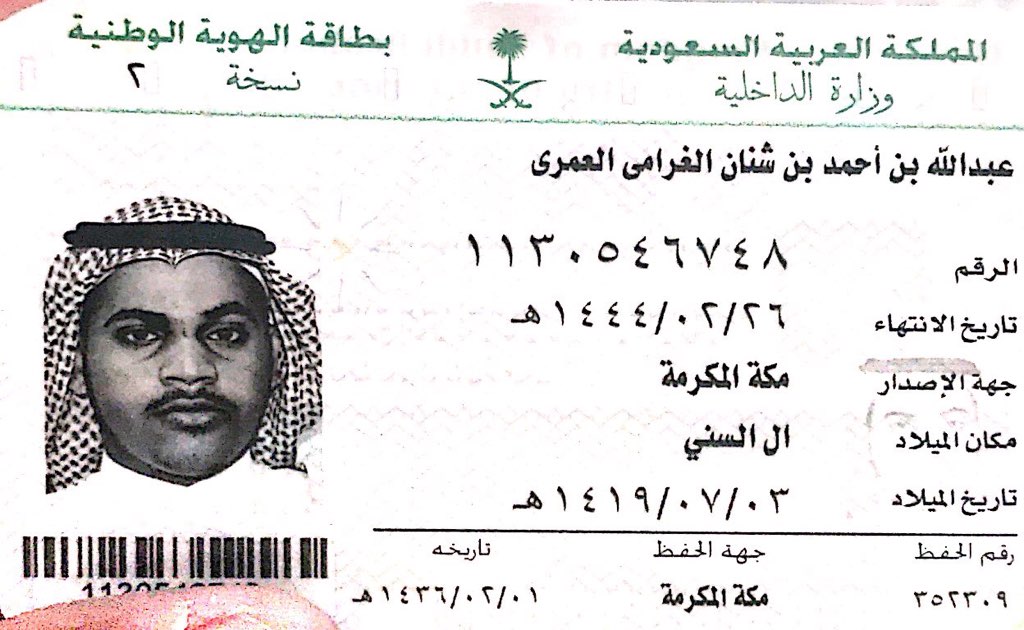 المملكة العربية السعودية
وزارة الداخلية
بطاقة الهوية الوطنية
نسخة ٢
عبدالله بن أحمد بن شنان الغرامى العمرى
الرقم ١١٣٠٥٤٦٧٤٨
تاريخ الانتهاء ١٤٤٤/٠٢/٢٦هـ
جهة الإصدار مكة المكرمة
مكان الميلاد ال السني
تاريخ الميلاد ١٤١٩/٠٧/٠٣هـ
رقم الحفظ جهة الحفظ تاريخه
٣٥٢٣٠٩ مكة المكرمة ١٤٣٦/٠٢/٠١هـ